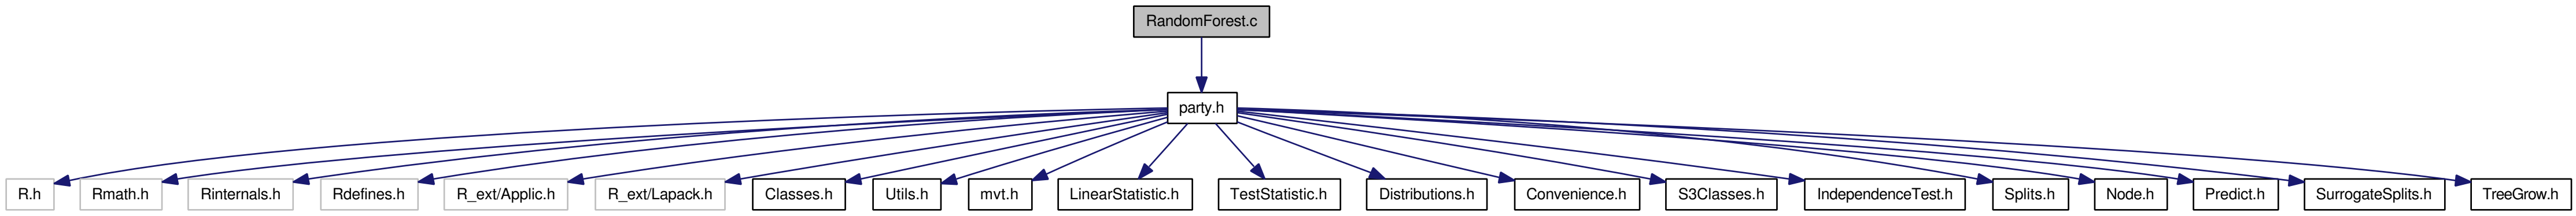 RandomForest.c
party.h
R.h
Rmath.h
Rinternals.h
Rdefines.h
R_ext/Applic.h
R_ext/Lapack.h
Classes.h
Utils.h
mvt.h
LinearStatistic.h
TestStatistic.h
Distributions.h
Convenience.h
S3Classes.h
IndependenceTest.h
Splits.h
Node.h
Predict.h
SurrogateSplits.h
TreeGrow.h